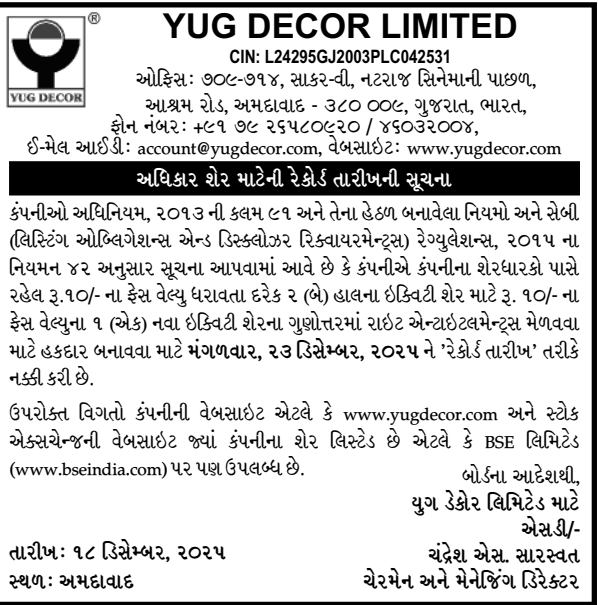 YUG DECOR LIMITED
CIN: L24295GJ2003PLC042531
ઓફિસ: ૭૦૯-૭૧૪, સાકર-વી, નટરાજ સિનેમાની પાછળ,
આશ્રમ રોડ, અમદાવાદ - ૩૮૦ ૦૦૯, ગુજરાત, ભારત,
ફોન નંબર: +૯૧ ૭૯ ૨૬૫૮૦૯૨૦ / ૪૬૦૩૨૦૦૪,
ઈ-મેલ આઈડી: account@yugdecor.com, વેબસાઇટ: www.yugdecor.com
®
YUG DECOR
અધિકાર શેર માટેની રેકોર્ડ તારીખની સૂચના
કંપનીઓ અધિનિયમ, ૨૦૧૩ ની કલમ ૯૧ અને તેના હેઠળ બનાવેલા નિયમો અને સેબી
(લિસ્ટિંગ ઓબ્લિગેશન્સ એન્ડ ડિસ્ક્લોઝર રિક્વાયરમેન્ટ્સ) રેગ્યુલેશન્સ, ૨૦૧૫ ના
નિયમન ૪૨ અનુસાર સૂચના આપવામાં આવે છે કે કંપનીએ કંપનીના શેરધારકો પાસે
રહેલ રૂ.૧૦/- ના ફેસ વેલ્યુ ધરાવતા દરેક ૨ (બે) હાલના ઇક્વિટી શેર માટે રૂ. ૧૦/- ના
ફેસ વેલ્યુના ૧ (એક) નવા ઇક્વિટી શેરના ગુણોત્તરમાં રાઇટ એન્ટાઇટલમેન્ટ્સ મેળવવા
માટે હકદાર બનાવવા માટે મંગળવાર, ૨૩ ડિસેમ્બર, ૨૦૨૫ ને 'રેકોર્ડ તારીખ' તરીકે
નક્કી કરી છે.
ઉપરોક્ત વિગતો કંપનીની વેબસાઇટ એટલે કે www.yugdecor.com અને સ્ટોક
એક્સચેન્જની વેબસાઇટ જ્યાં કંપનીના શેર લિસ્ટેડ છે એટલે કે BSE લિમિટેડ
(www.bseindia.com) પર પણ ઉપલબ્ધ છે.
બોર્ડના આદેશથી,
યુગ ડેકોર લિમિટેડ માટે
એસડી/-
તારીખ: ૧૮ ડિસેમ્બર, ૨૦૨૫ ચંદ્રેશ એસ. સારસ્વત
સ્થળ: અમદાવાદ ચેરમેન અને મેનેજિંગ ડિરેક્ટર